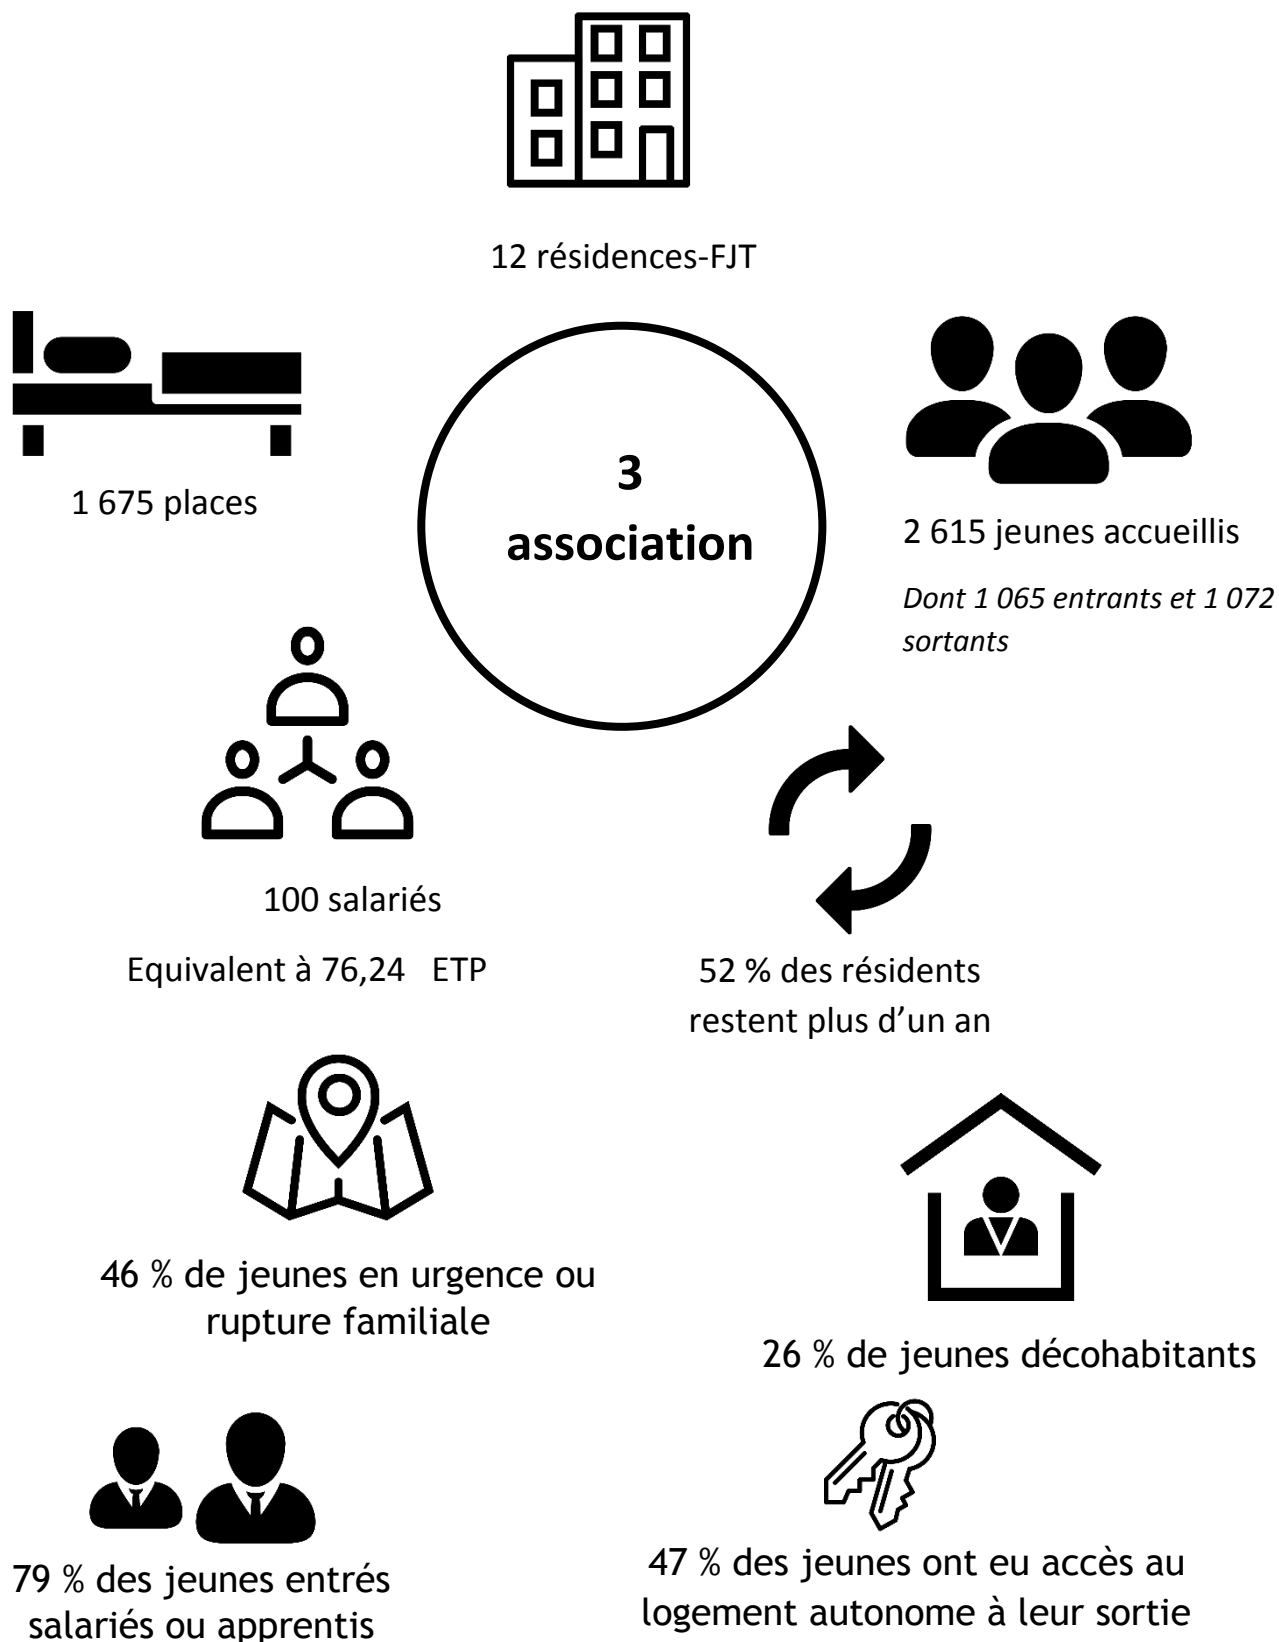 12 résidences-FJT
1 675 places
3
association
2 615 jeunes accueillis
Dont 1 065 entrants et 1 072
sortants
100 salariés
Equivalent à 76,24 ETP
52 % des résidents
restent plus d’un an
46 % de jeunes en urgence ou
rupture familiale
26 % de jeunes décohabitants
79 % des jeunes entrés
salariés ou apprentis
47 % des jeunes ont eu accès au
logement autonome à leur sortie